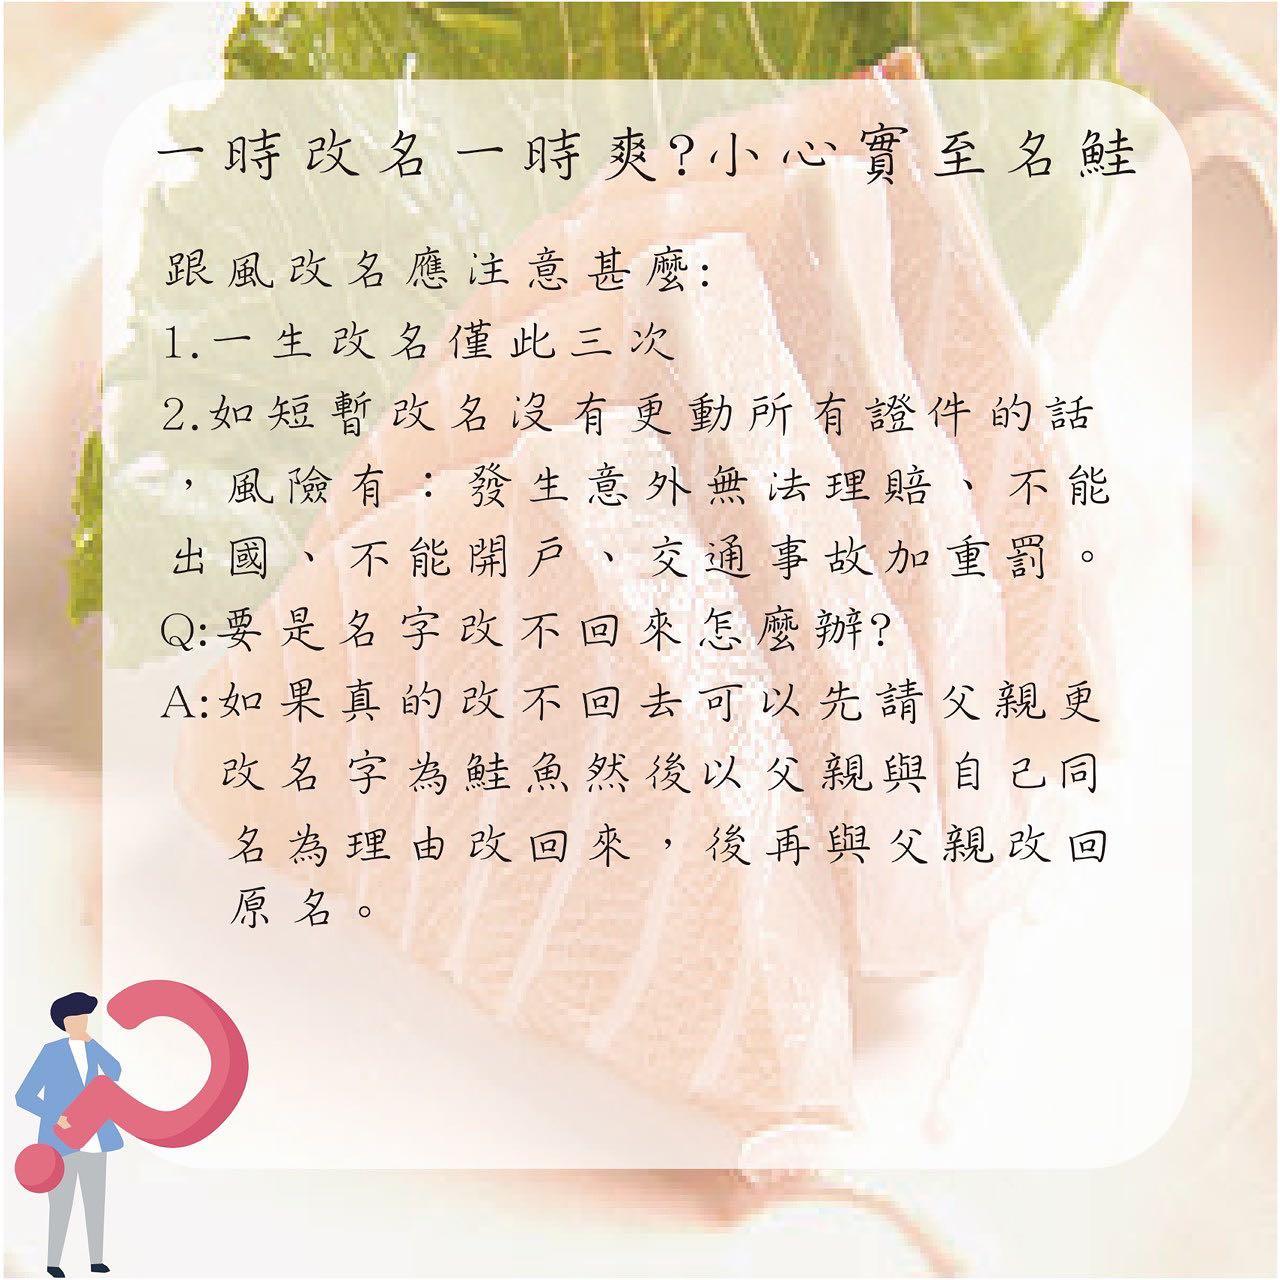 一時改名一時爽?小心實至名鮭
跟風改名應注意甚麼:
1.一生改名僅此三次
2.如短暫改名沒有更動所有證件的話
，風險有：發生意外無法理賠、不能
出國、不能開戶、交通事故加重罰。
Q:要是名字改不回來怎麼辦?
A:如果真的改不回去可以先請父親更
改名字為鮭魚然後以父親與自己同
名為理由改回來，後再與父親改回
原名。